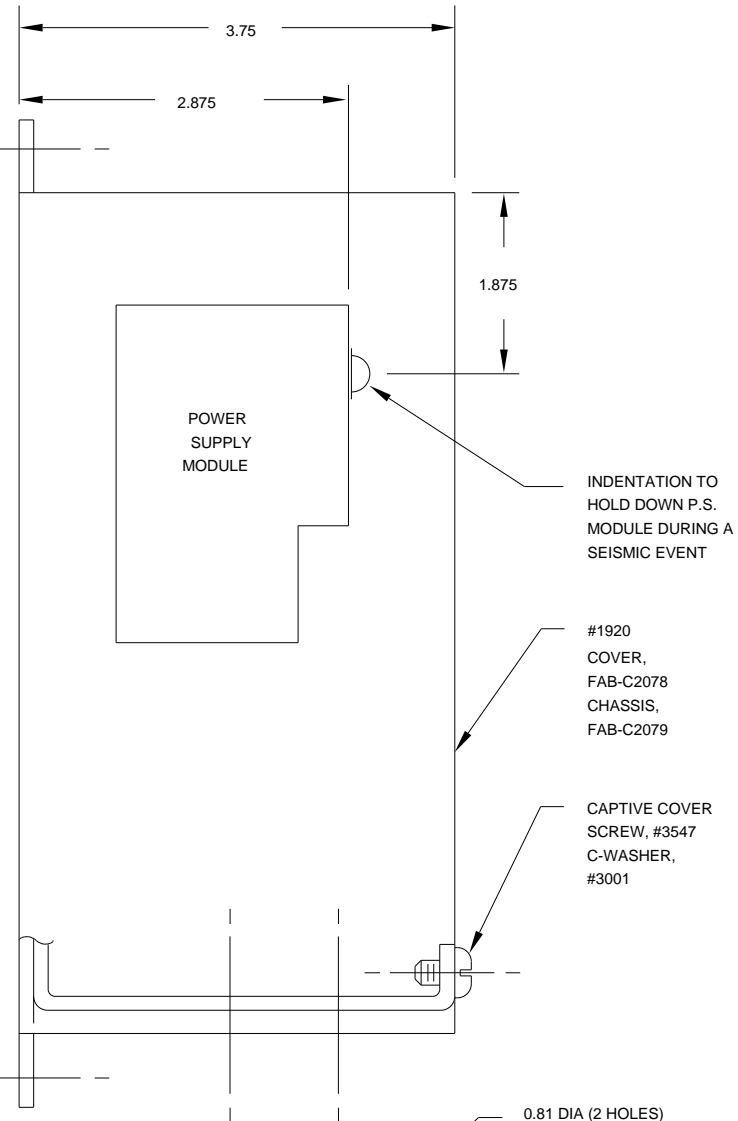 3.75
2.875
1.875
POWER
SUPPLY
MODULE
INDENTATION TO
HOLD DOWN P.S.
MODULE DURING A
SEISMIC EVENT
#1920
COVER,
FAB-C2078
CHASSIS,
FAB-C2079
CAPTIVE COVER
SCREW, #3547
C-WASHER,
#3001
0.81 DIA (2 HOLES)